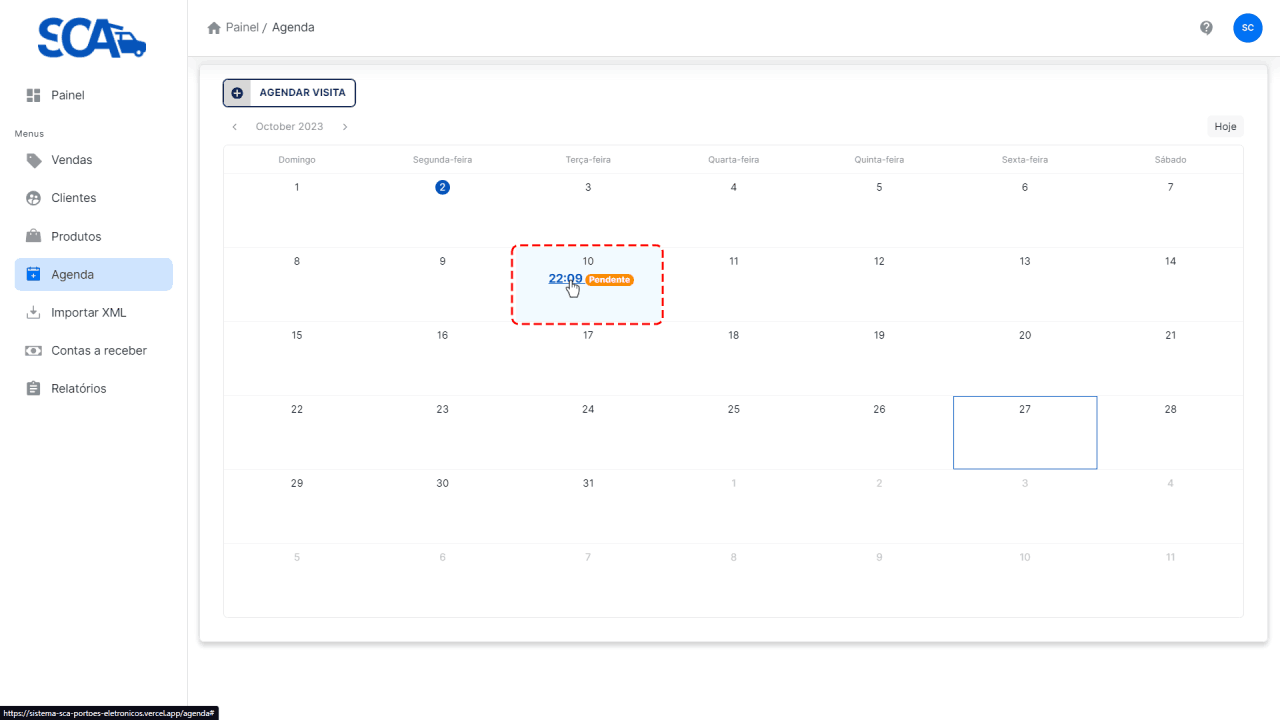 SCA
Painel / Agenda
SC
Painel
Menus
Vendas
Clientes
Produtos
Agenda
Importar XML
Contas a receber
Relatórios
AGENDAR VISITA
October 2023
Hoje
Domingo Segunda-feira Terça-feira Quarta-feira Quinta-feira Sexta-feira Sábado
1 2 3 4 5 6 7
8 9 10 11 12 13 14
22:09 Pendente
15 16 17 18 19 20 21
22 23 24 25 26 27 28
29 30 31 1 2 3 4
5 6 7 8 9 10 11
https://sistema-sca-portoes-eletronicos.vercel.app/agenda#